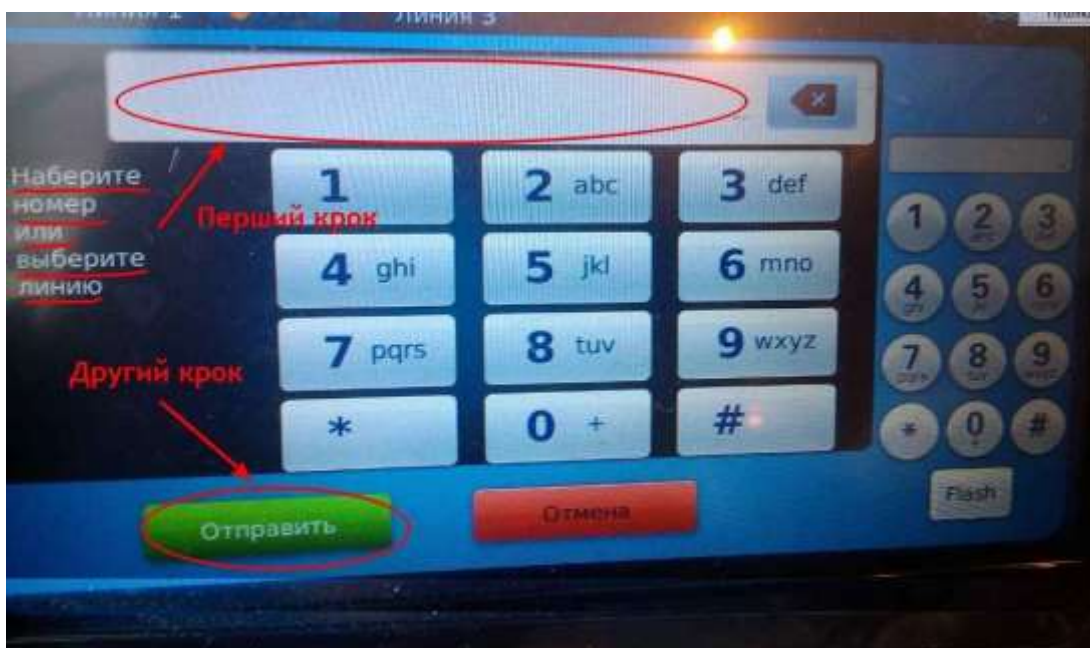 Линия 1
Линия 3
Наберите
номер
или
выберите
линию
Перший крок
1
2 abc
3 def
4 ghi
5 jkl
6 mno
7 pqrs
8 tuv
9 wxyz
*
0 +
#
Другий крок
Отправить
Отмена
1
2
3
4
5
6
7
8
9
*
0
#
Flash